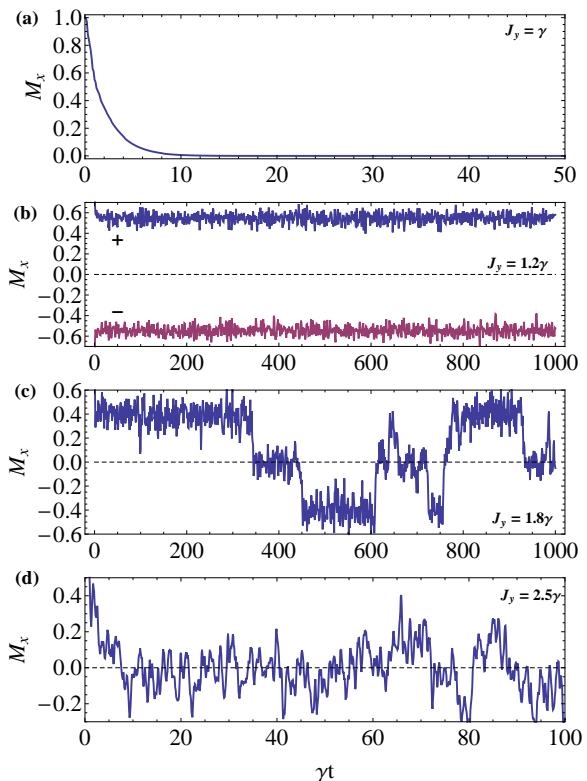 (a)
J_y = γ
M_x
1.0
0.8
0.6
0.4
0.2
0.0
0 10 20 30 40 50
(b)
M_x
0.6
0.4
0.2
0.0
−0.2
−0.4
−0.6
+
J_y = 1.2γ
−
0 200 400 600 800 1000
(c)
M_x
0.6
0.4
0.2
0.0
−0.2
−0.4
−0.6
J_y = 1.8γ
0 200 400 600 800 1000
(d)
J_y = 2.5γ
M_x
0.4
0.2
0.0
−0.2
0 20 40 60 80 100
γt